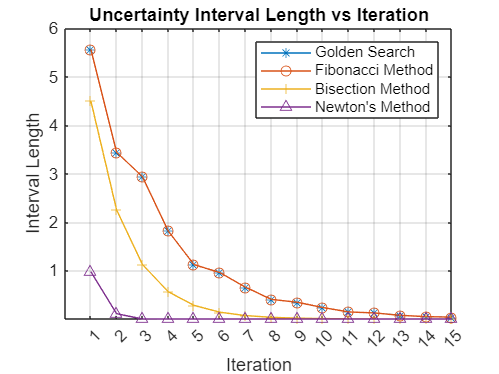 Uncertainty Interval Length vs Iteration
Golden Search
Fibonacci Method
Bisection Method
Newton's Method
6
5
4
3
2
1
Interval Length
1 2 3 4 5 6 7 8 9 10 11 12 13 14 15
Iteration